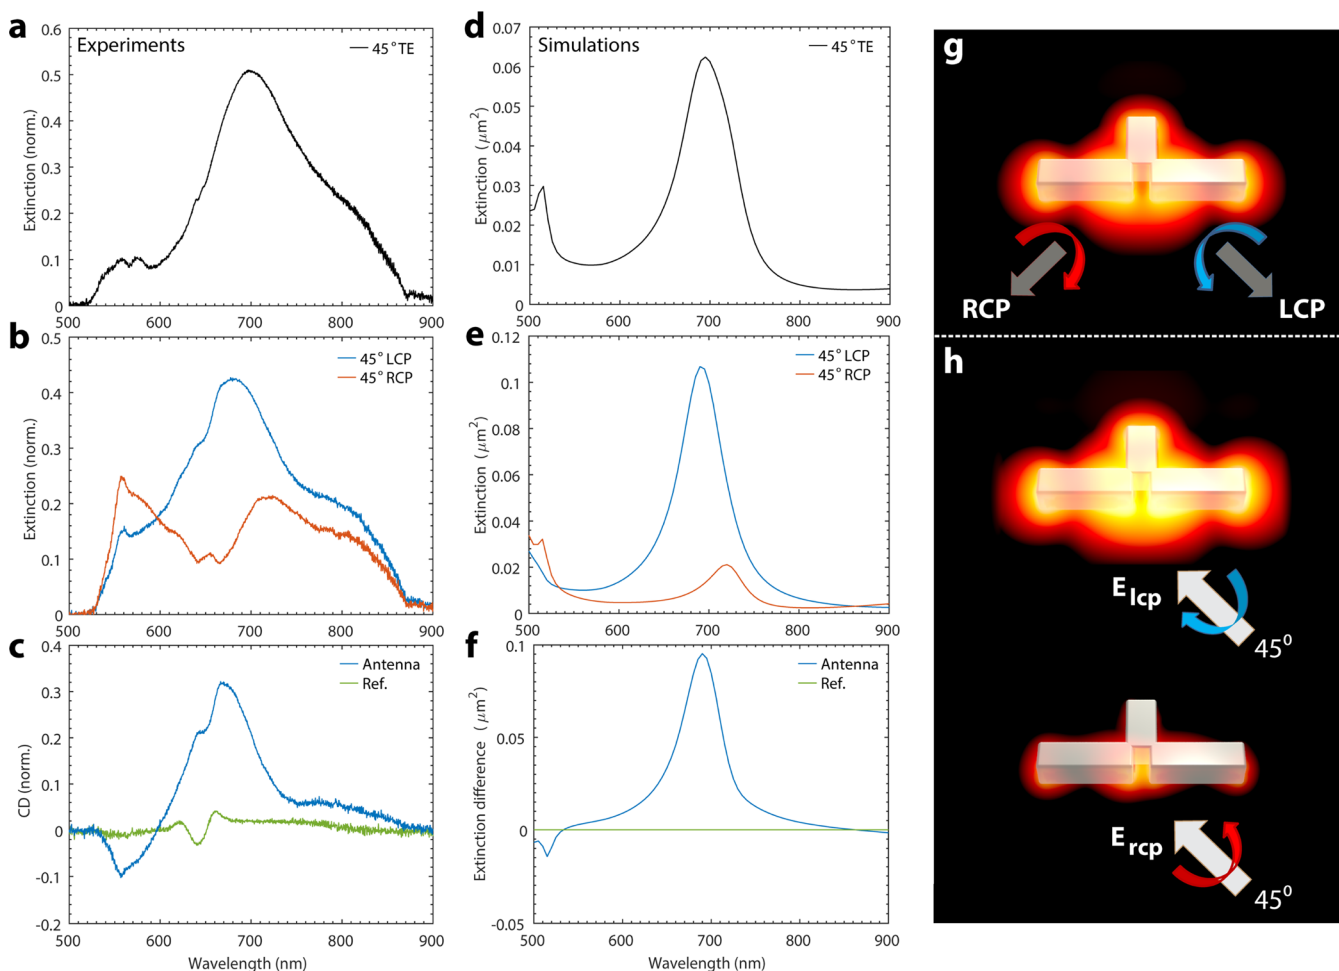 a
Experiments
45°TE
Extinction (norm.)
0.6
0.5
0.4
0.3
0.2
0.1
0
500 600 700 800 900
b
45° LCP
45° RCP
Extinction (norm.)
0.5
0.4
0.3
0.2
0.1
0
500 600 700 800 900
c
Antenna
Ref.
CD (norm.)
0.4
0.3
0.2
0.1
0
-0.1
-0.2
500 600 700 800 900
Wavelength (nm)
d
Simulations
45°TE
Extinction (μm²)
0.07
0.06
0.05
0.04
0.03
0.02
0.01
0
500 600 700 800 900
e
45° LCP
45° RCP
Extinction (μm²)
0.12
0.1
0.08
0.06
0.04
0.02
0
500 600 700 800 900
f
Antenna
Ref.
Extinction difference (μm²)
0.1
0.05
0
-0.05
500 600 700 800 900
Wavelength (nm)
g
RCP LCP
h
E lcp
45°
E rcp
45°